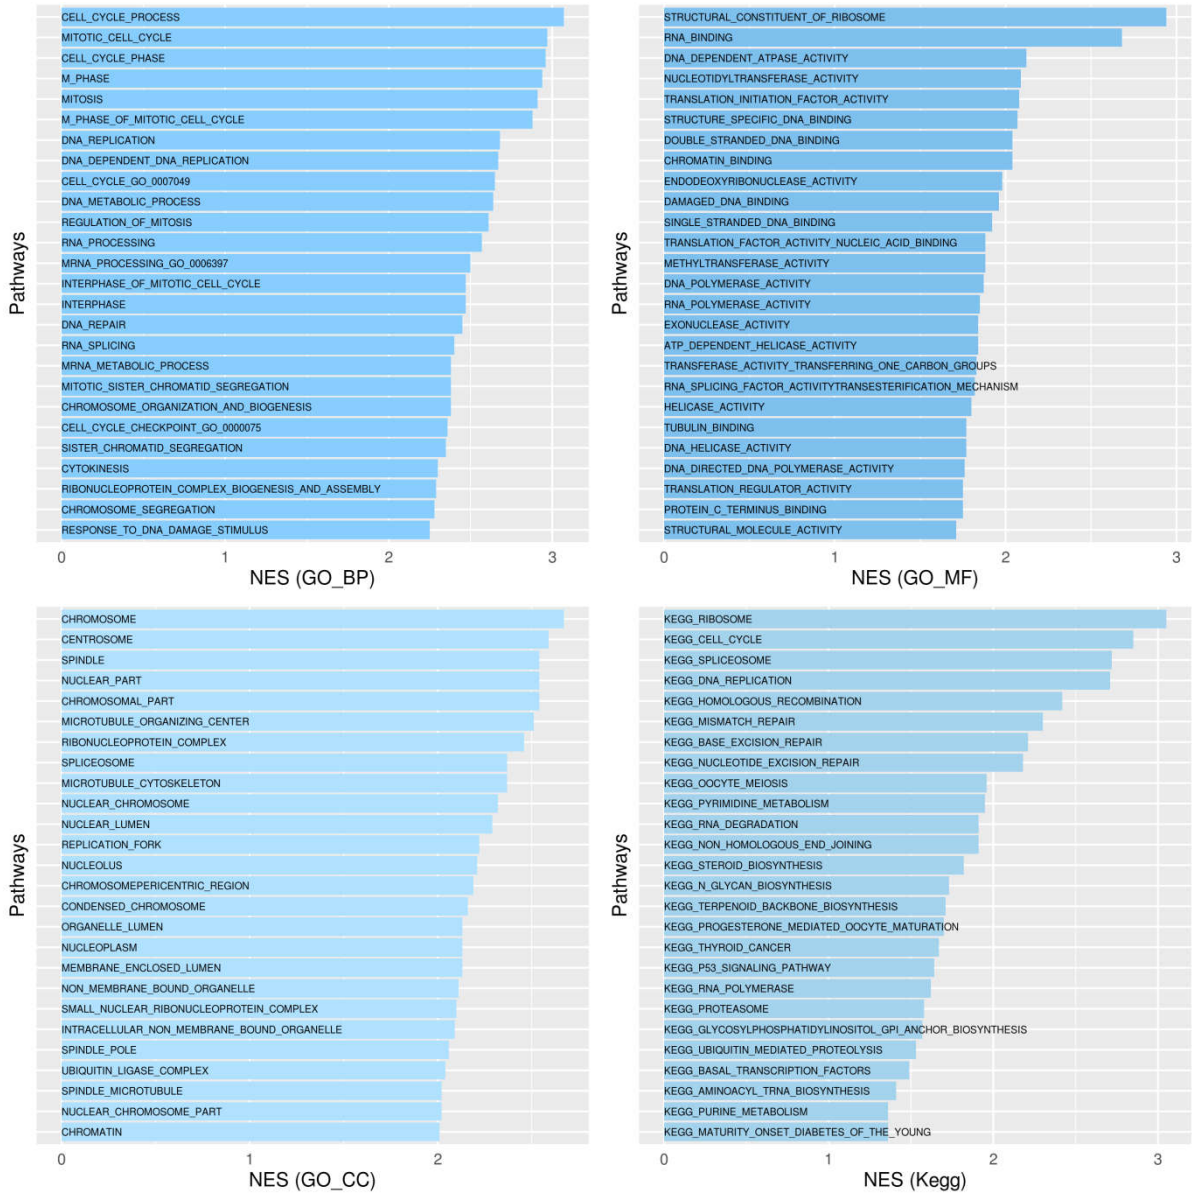 Pathways
CELL_CYCLE_PROCESS
MITOTIC_CELL_CYCLE
CELL_CYCLE_PHASE
M_PHASE
MITOSIS
M_PHASE_OF_MITOTIC_CELL_CYCLE
DNA_REPLICATION
DNA_DEPENDENT_DNA_REPLICATION
CELL_CYCLE_GO_0007049
DNA_METABOLIC_PROCESS
REGULATION_OF_MITOSIS
RNA_PROCESSING
MRNA_PROCESSING_GO_0006397
INTERPHASE_OF_MITOTIC_CELL_CYCLE
INTERPHASE
DNA_REPAIR
RNA_SPLICING
MRNA_METABOLIC_PROCESS
MITOTIC_SISTER_CHROMATID_SEGREGATION
CHROMOSOME_ORGANIZATION_AND_BIOGENESIS
CELL_CYCLE_CHECKPOINT_GO_0000075
SISTER_CHROMATID_SEGREGATION
CYTOKINESIS
RIBONUCLEOPROTEIN_COMPLEX_BIOGENESIS_AND_ASSEMBLY
CHROMOSOME_SEGREGATION
RESPONSE_TO_DNA_DAMAGE_STIMULUS
0 1 2 3
NES (GO_BP)
Pathways
STRUCTURAL_CONSTITUENT_OF_RIBOSOME
RNA_BINDING
DNA_DEPENDENT_ATPASE_ACTIVITY
NUCLEOTIDYLTRANSFERASE_ACTIVITY
TRANSLATION_INITIATION_FACTOR_ACTIVITY
STRUCTURE_SPECIFIC_DNA_BINDING
DOUBLE_STRANDED_DNA_BINDING
CHROMATIN_BINDING
ENDODEOXYRIBONUCLEASE_ACTIVITY
DAMAGED_DNA_BINDING
SINGLE_STRANDED_DNA_BINDING
TRANSLATION_FACTOR_ACTIVITY_NUCLEIC_ACID_BINDING
METHYLTRANSFERASE_ACTIVITY
DNA_POLYMERASE_ACTIVITY
RNA_POLYMERASE_ACTIVITY
EXONUCLEASE_ACTIVITY
ATP_DEPENDENT_HELICASE_ACTIVITY
TRANSFERASE_ACTIVITY_TRANSFERRING_ONE_CARBON_GROUPS
RNA_SPLICING_FACTOR_ACTIVITYTRANSESTERIFICATION_MECHANISM
HELICASE_ACTIVITY
TUBULIN_BINDING
DNA_HELICASE_ACTIVITY
DNA_DIRECTED_DNA_POLYMERASE_ACTIVITY
TRANSLATION_REGULATOR_ACTIVITY
PROTEIN_C_TERMINUS_BINDING
STRUCTURAL_MOLECULE_ACTIVITY
0 1 2 3
NES (GO_MF)
Pathways
CHROMOSOME
CENTROSOME
SPINDLE
NUCLEAR_PART
CHROMOSOMAL_PART
MICROTUBULE_ORGANIZING_CENTER
RIBONUCLEOPROTEIN_COMPLEX
SPLICEOSOME
MICROTUBULE_CYTOSKELETON
NUCLEAR_CHROMOSOME
NUCLEAR_LUMEN
REPLICATION_FORK
NUCLEOLUS
CHROMOSOMEPERICENTRIC_REGION
CONDENSED_CHROMOSOME
ORGANELLE_LUMEN
NUCLEOPLASM
MEMBRANE_ENCLOSED_LUMEN
NON_MEMBRANE_BOUND_ORGANELLE
SMALL_NUCLEAR_RIBONUCLEOPROTEIN_COMPLEX
INTRACELLULAR_NON_MEMBRANE_BOUND_ORGANELLE
SPINDLE_POLE
UBIQUITIN_LIGASE_COMPLEX
SPINDLE_MICROTUBULE
NUCLEAR_CHROMOSOME_PART
CHROMATIN
0 1 2
NES (GO_CC)
Pathways
KEGG_RIBOSOME
KEGG_CELL_CYCLE
KEGG_SPLICEOSOME
KEGG_DNA_REPLICATION
KEGG_HOMOLOGOUS_RECOMBINATION
KEGG_MISMATCH_REPAIR
KEGG_BASE_EXCISION_REPAIR
KEGG_NUCLEOTIDE_EXCISION_REPAIR
KEGG_OOCYTE_MEIOSIS
KEGG_PYRIMIDINE_METABOLISM
KEGG_RNA_DEGRADATION
KEGG_NON_HOMOLOGOUS_END_JOINING
KEGG_STEROID_BIOSYNTHESIS
KEGG_N_GLYCAN_BIOSYNTHESIS
KEGG_TERPENOID_BACKBONE_BIOSYNTHESIS
KEGG_PROGESTERONE_MEDIATED_OOCYTE_MATURATION
KEGG_THYROID_CANCER
KEGG_P53_SIGNALING_PATHWAY
KEGG_RNA_POLYMERASE
KEGG_PROTEASOME
KEGG_GLYCOSYLPHOSPHATIDYLINOSITOL_GPI_ANCHOR_BIOSYNTHESIS
KEGG_UBIQUITIN_MEDIATED_PROTEOLYSIS
KEGG_BASAL_TRANSCRIPTION_FACTORS
KEGG_AMINOACYL_TRNA_BIOSYNTHESIS
KEGG_PURINE_METABOLISM
KEGG_MATURITY_ONSET_DIABETES_OF_THE_YOUNG
0 1 2 3
NES (Kegg)